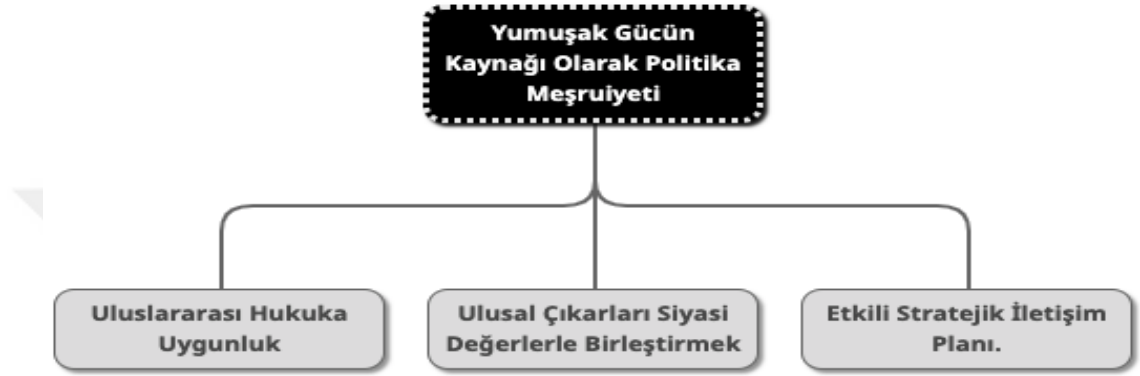 Yumuşak Gücün
Kaynağı Olarak Politika
Meşruiyeti
Uluslararası Hukuka
Uygunluk
Ulusal Çıkarları Siyasi
Değerlerle Birleştirmek
Etkili Stratejik İletişim
Planı.